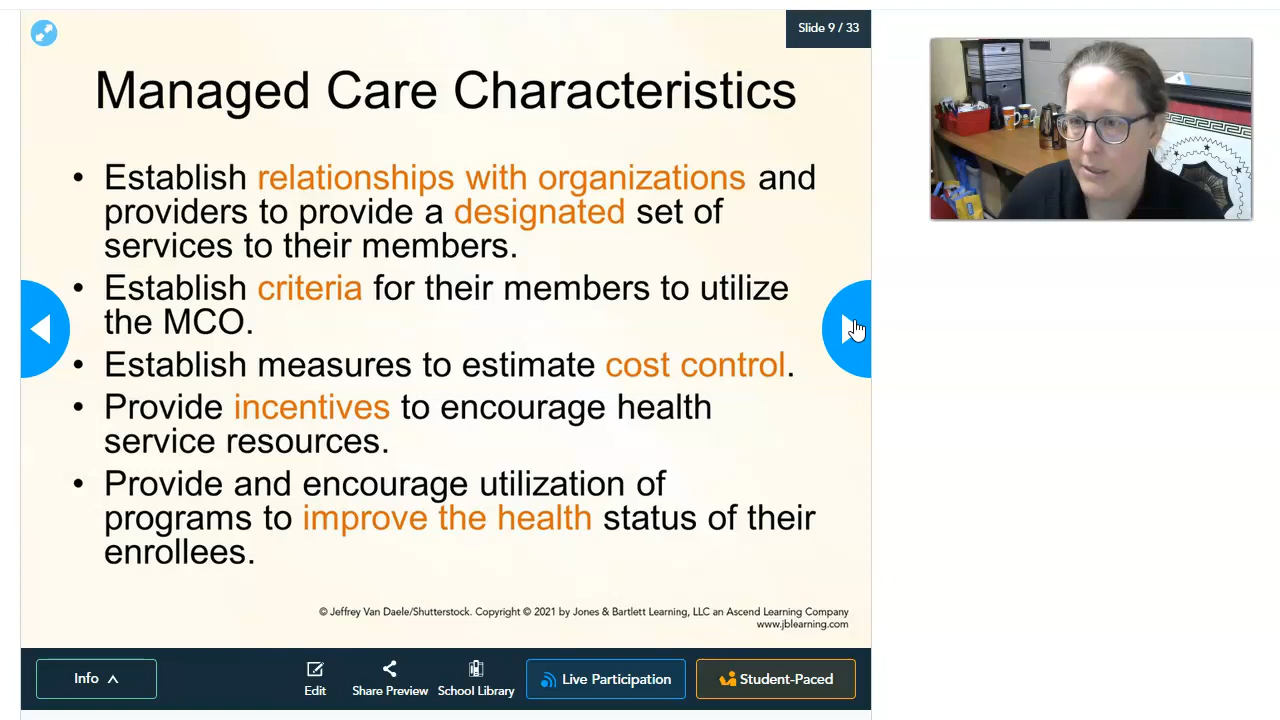 Slide 9 / 33
Managed Care Characteristics
• Establish relationships with organizations and
providers to provide a designated set of
services to their members.
• Establish criteria for their members to utilize
the MCO.
• Establish measures to estimate cost control.
• Provide incentives to encourage health
service resources.
• Provide and encourage utilization of
programs to improve the health status of their
enrollees.
© Jeffrey Van Daele/Shutterstock. Copyright © 2021 by Jones & Bartlett Learning, LLC an Ascend Learning Company
www.jblearning.com
Info
Edit
Share Preview
School Library
Live Participation
Student-Paced